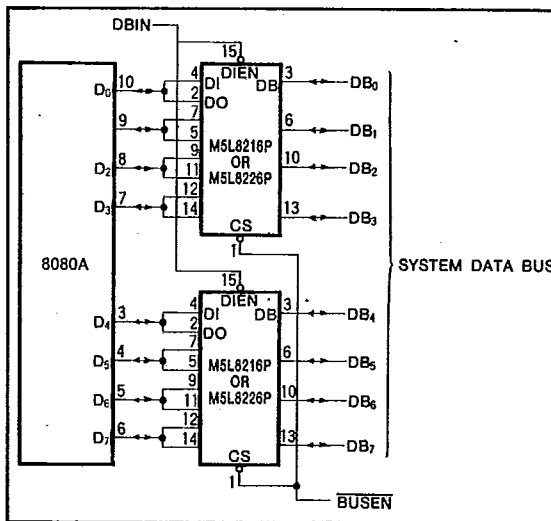 DBIN
15
D₀ 10 4 DI DIEN DB 3 DB₀
2 DO
9 7 5 M5L8216P OR M5L8226P 6 DB₁
D₂ 8 9 11 10 DB₂
D₃ 7 12 14 13 DB₃
CS
1
8080A
SYSTEM DATA BUS
15
D₄ 3 4 DI DIEN DB 3 DB₄
2 DO
D₅ 4 7 5 M5L8216P OR M5L8226P 6 DB₅
D₆ 5 9 11 10 DB₆
D₇ 6 12 14 13 DB₇
CS
1
B̅U̅S̅E̅N̅